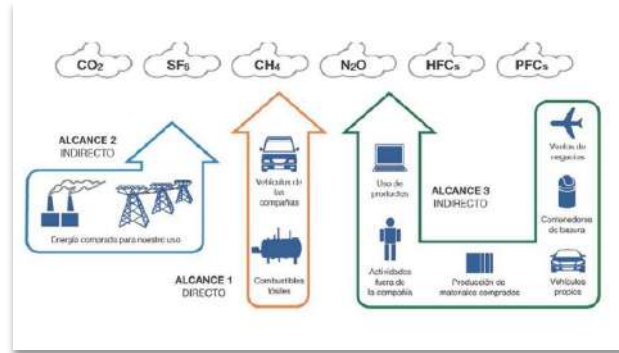 CO₂ SF₆ CH₄ N₂O HFCs PFCs
ALCANCE 2
INDIRECTO
Energía comprada para nuestro uso
ALCANCE 1
DIRECTO
Vehículos de
las
compañías
Combustibles
fósiles
Uso de
productos
Actividades
fuera de
la compañía
ALCANCE 3
INDIRECTO
Producción de
materiales comprados
negocios
Contenedores
de basura
Vehículos
propios